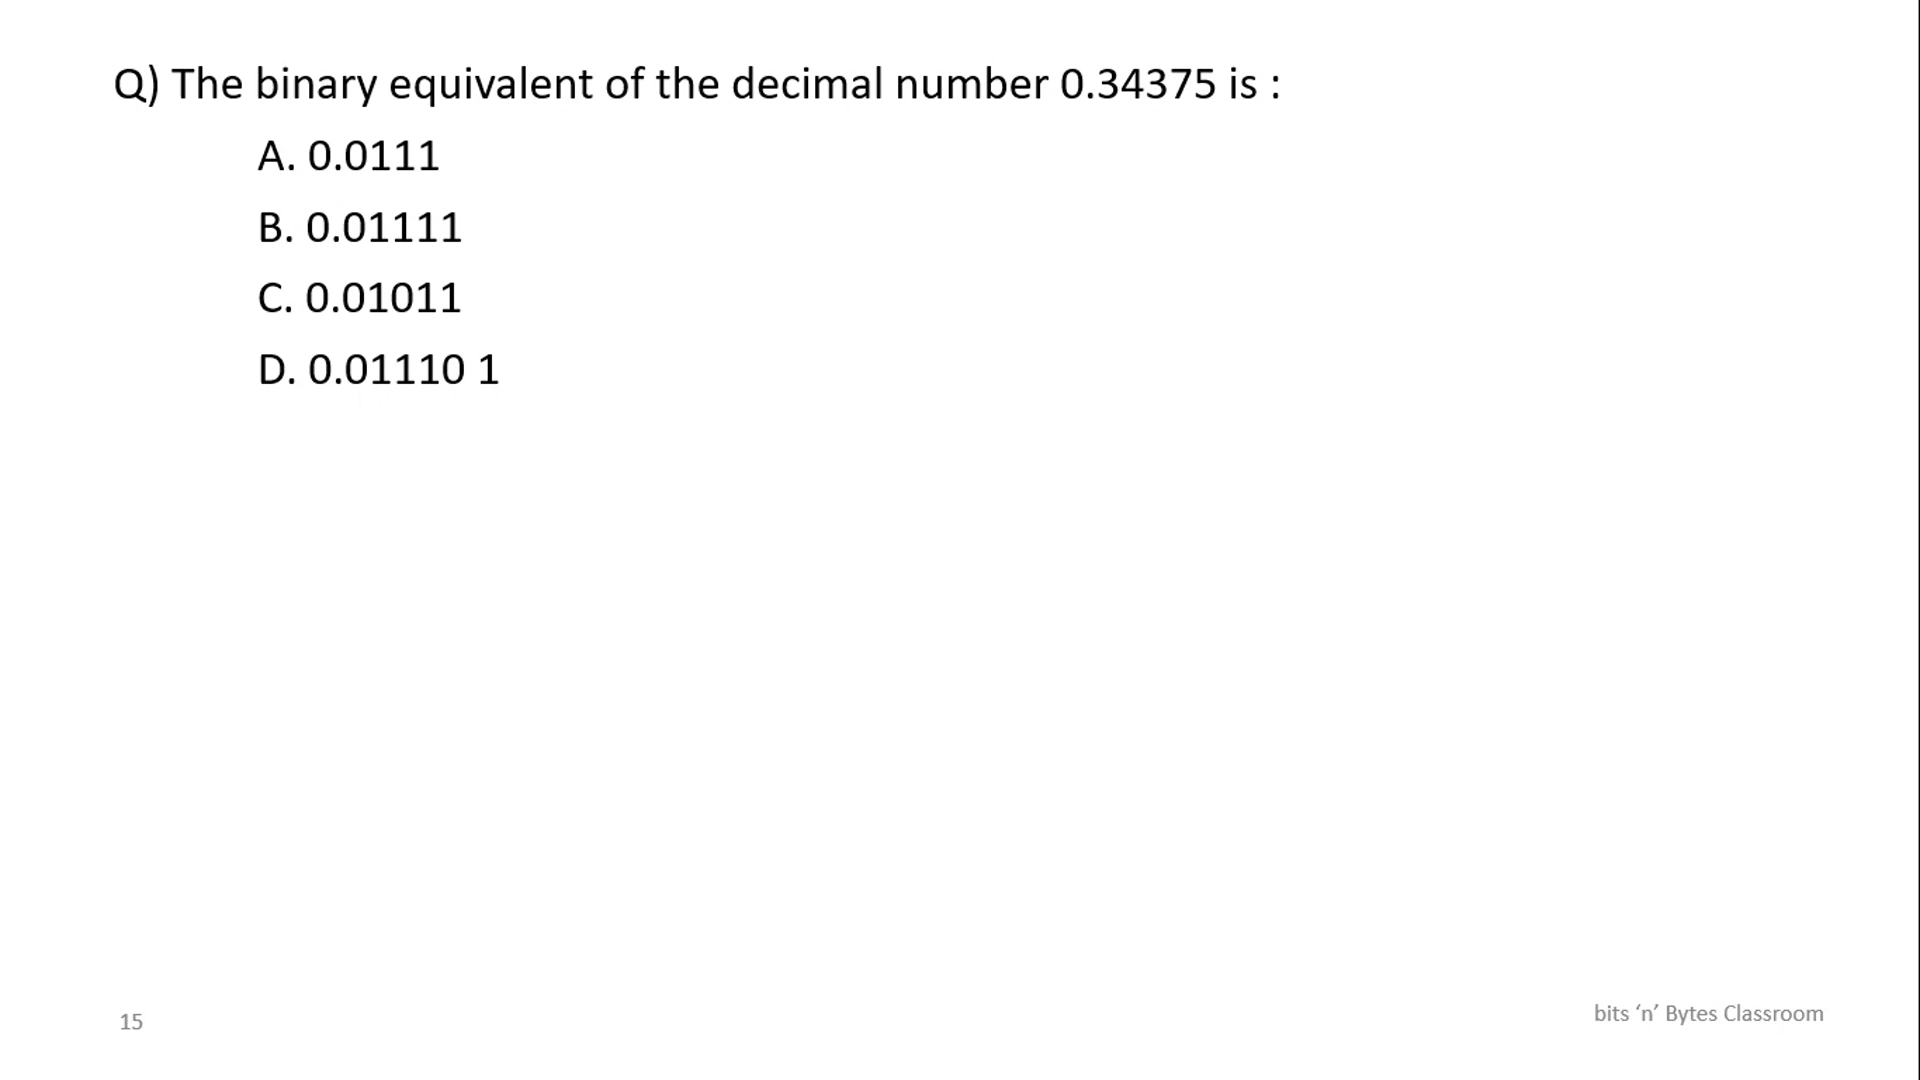 Q) The binary equivalent of the decimal number 0.34375 is :
A. 0.0111
B. 0.01111
C. 0.01011
D. 0.01110 1
15
bits ‘n’ Bytes Classroom